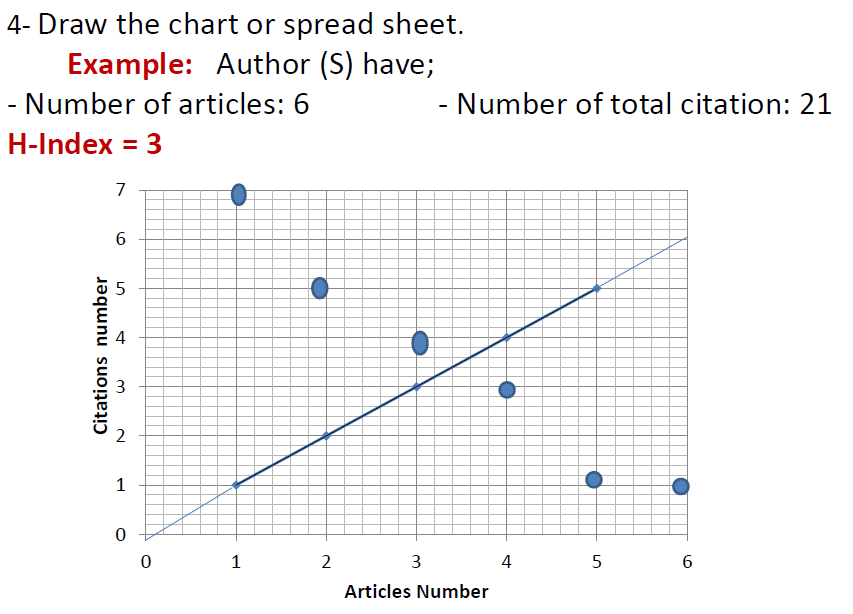 4- Draw the chart or spread sheet.
Example: Author (S) have;
- Number of articles: 6 - Number of total citation: 21
H-Index = 3
7
6
5
4
3
2
1
0
Citations number
0 1 2 3 4 5 6
Articles Number